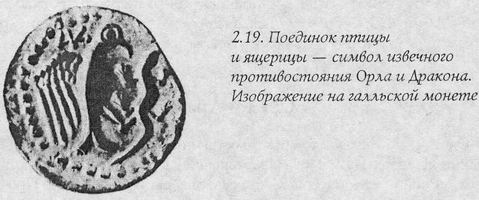 2.19. Поединок птицы
и ящерицы — символ извечного
противостояния Орла и Дракона.
Изображение на галльской монете